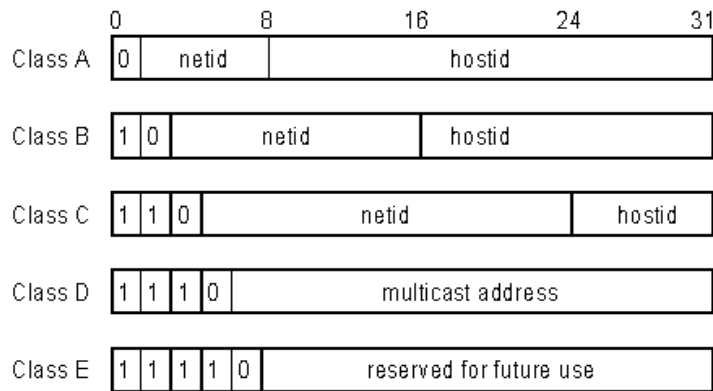 0 8 16 24 31
Class A 0 netid hostid
Class B 1 0 netid hostid
Class C 1 1 0 netid hostid
Class D 1 1 1 0 multicast address
Class E 1 1 1 1 0 reserved for future use